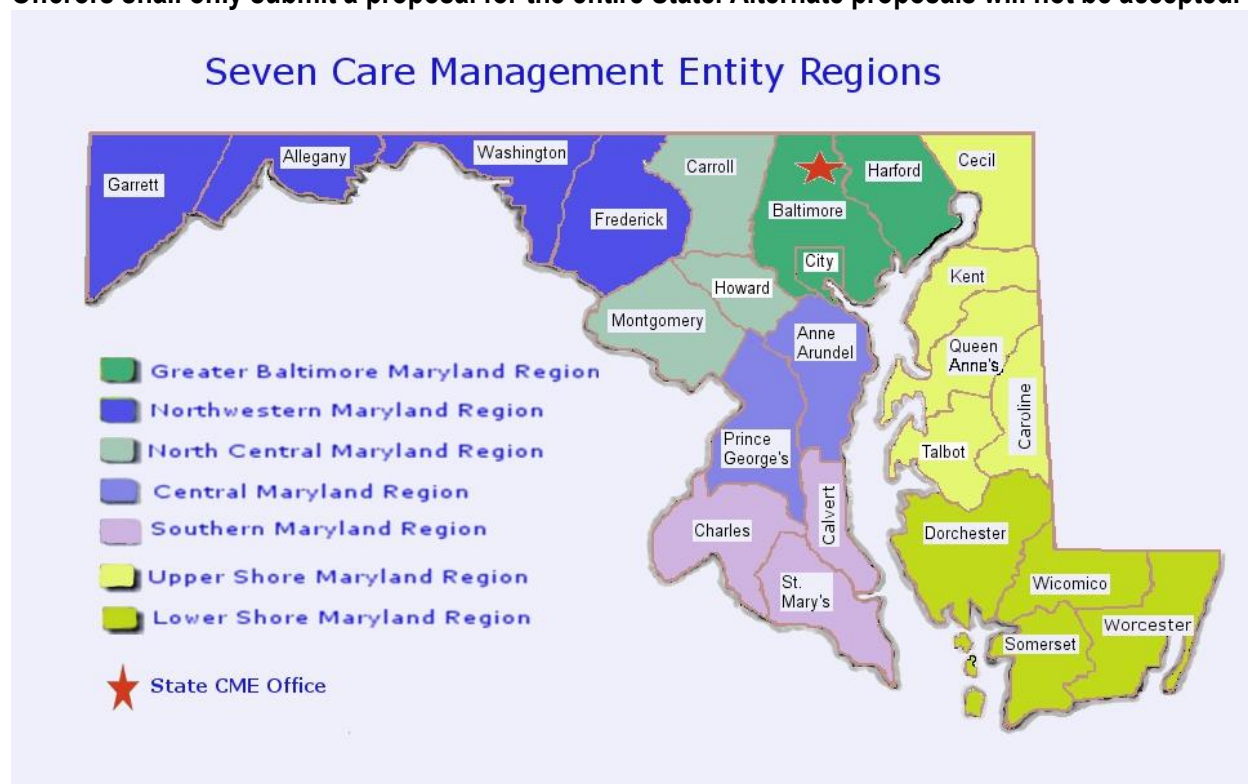 Offerors shall only submit a proposal for the entire State. Alternate proposals will not be accepted.
Seven Care Management Entity Regions
Garrett
Allegany
Washington
Frederick
Carroll
Baltimore
Harford
Cecil
City
Howard
Montgomery
Anne
Arundel
Kent
Queen
Anne's
Caroline
Talbot
Prince
George's
Charles
Calvert
St.
Mary's
Dorchester
Wicomico
Worcester
Somerset
Greater Baltimore Maryland Region
Northwestern Maryland Region
North Central Maryland Region
Central Maryland Region
Southern Maryland Region
Upper Shore Maryland Region
Lower Shore Maryland Region
State CME Office